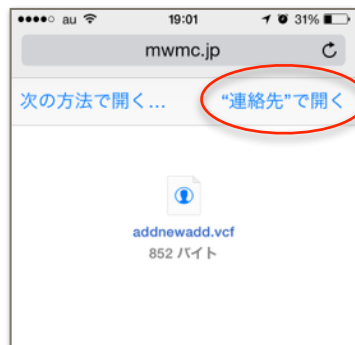 au 19:01 31%
mwmc.jp
次の方法で開く... “連絡先”で開く
addnewadd.vcf
852 バイト